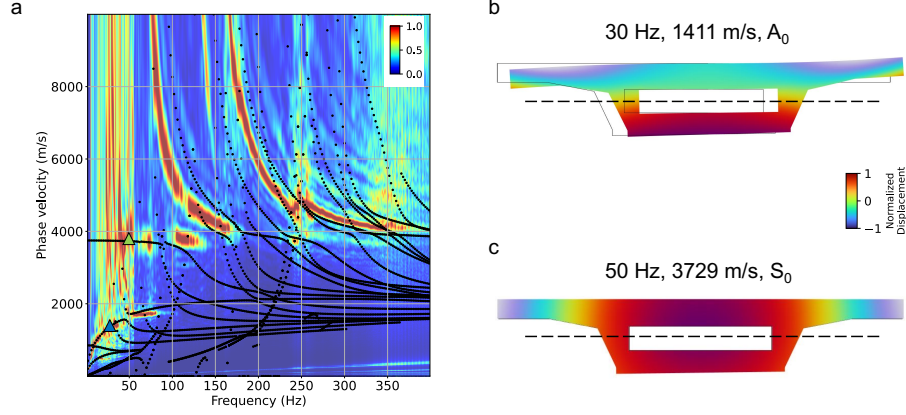 a
8000
6000
4000
2000
Phase velocity (m/s)
50 100 150 200 250 300 350
Frequency (Hz)
1.0
0.5
0.0
b
30 Hz, 1411 m/s, A₀
1
0
−1
Normalized
Displacement
c
50 Hz, 3729 m/s, S₀